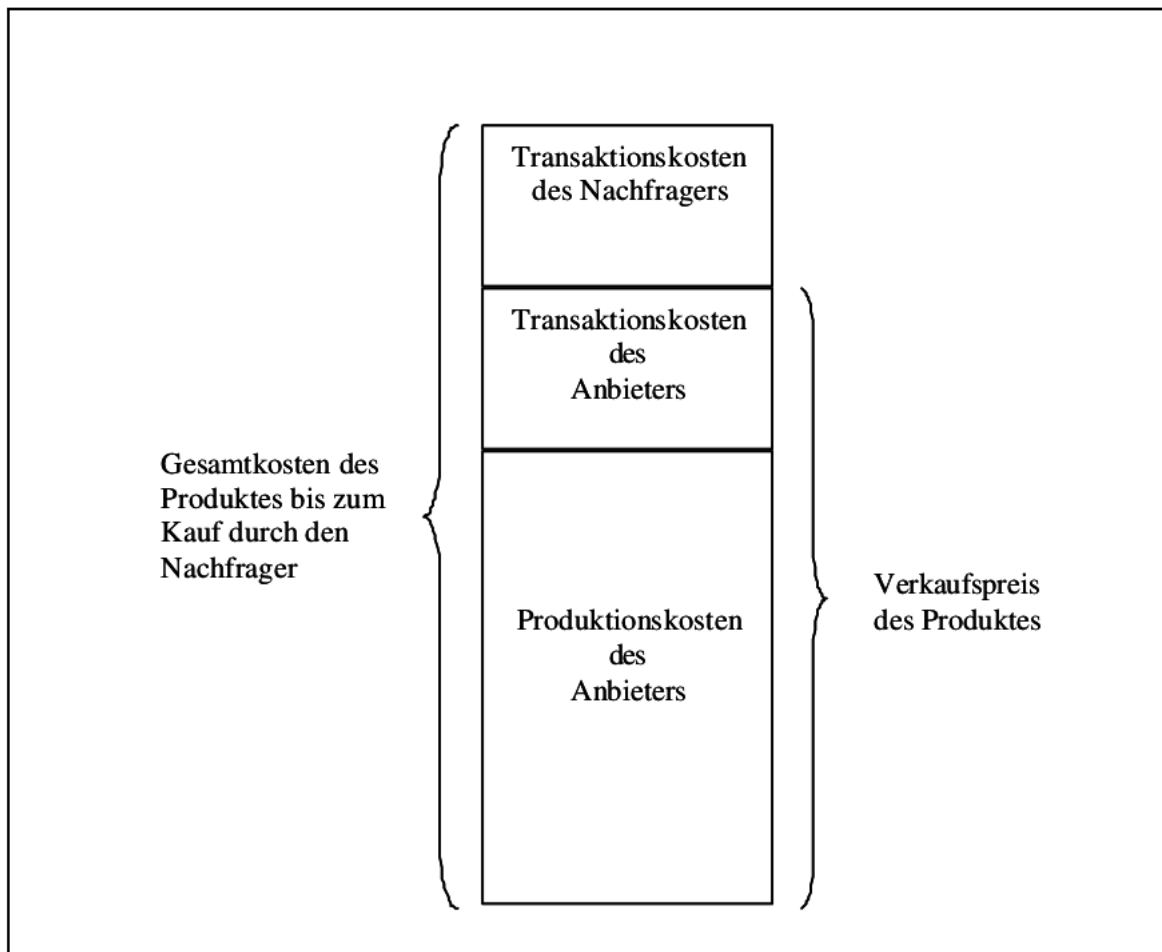 Transaktionskosten
des Nachfragers
Transaktionskosten
des
Anbieters
Gesamtkosten des
Produktes bis zum
Kauf durch den
Nachfrager
Produktionskosten
des
Anbieters
Verkaufspreis
des Produktes